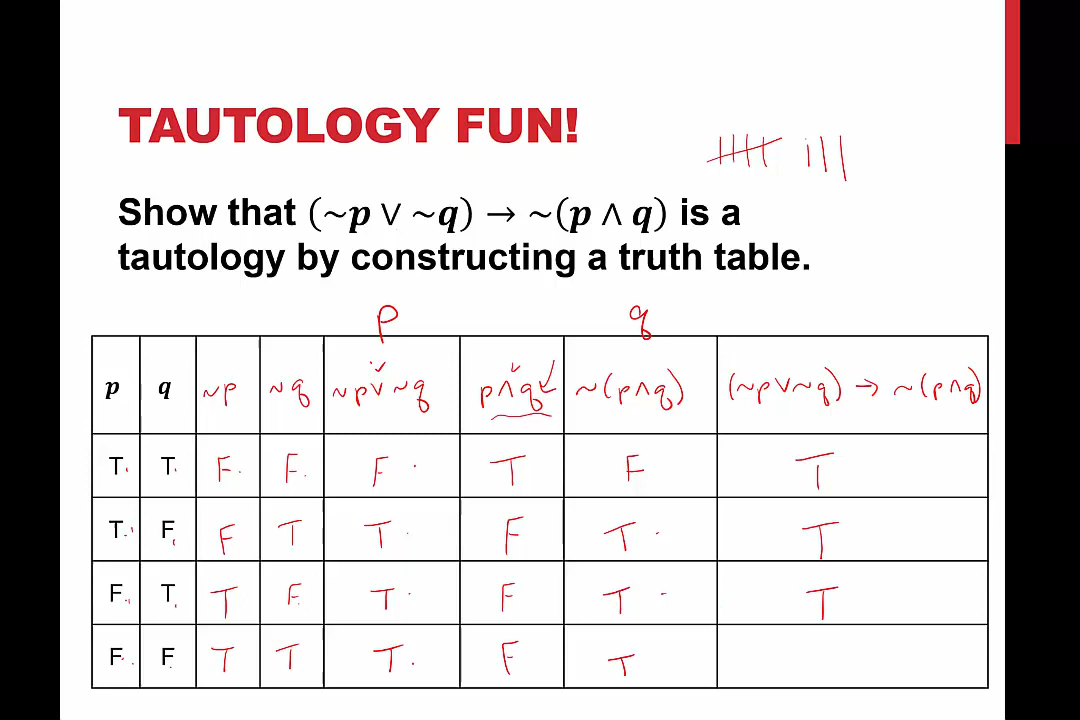 TAUTOLOGY FUN!
Show that (~p ∨ ~q) → ~(p ∧ q) is a
tautology by constructing a truth table.
p q
p q ~p ~q ~p∨~q p∧q ~(p∧q) (~p∨~q) → ~(p∧q)
T T F F F T F T
T F F T T F T T
F T T F T F T T
F F T T T F T